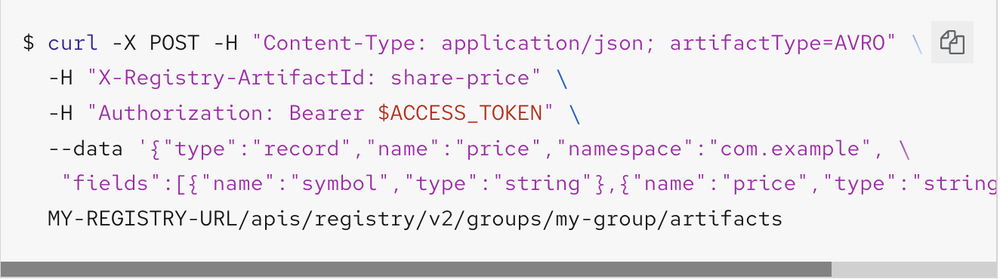 $ curl -X POST -H "Content-Type: application/json; artifactType=AVRO" \
-H "X-Registry-ArtifactId: share-price" \
-H "Authorization: Bearer $ACCESS_TOKEN" \
--data '{"type":"record","name":"price","namespace":"com.example", \
"fields":[{"name":"symbol","type":"string"},{"name":"price","type":"string
MY-REGISTRY-URL/apis/registry/v2/groups/my-group/artifacts